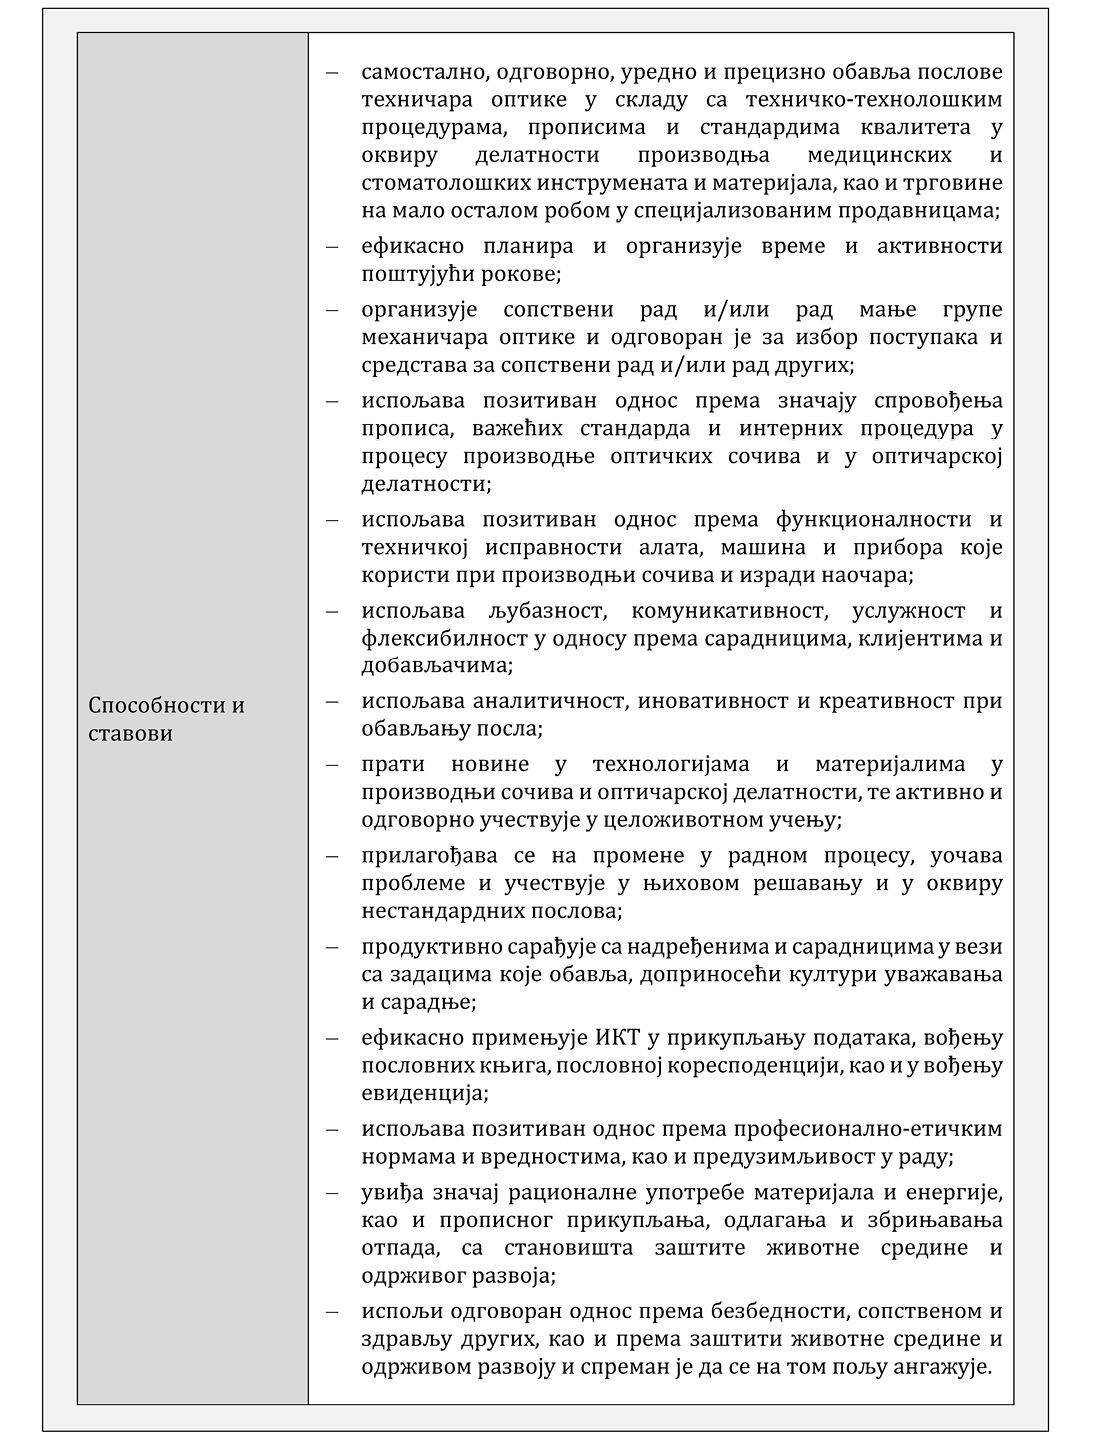 Способности и
ставови
– самостално, одговорно, уредно и прецизно обавља послове
техничара оптике у складу са техничко-технолошким
процедурама, прописима и стандардима квалитета у
оквиру делатности производња медицинских и
стоматолошких инструмената и материјала, као и трговине
на мало осталом робом у специјализованим продавницама;
– ефикасно планира и организује време и активности
поштујући рокове;
– организује сопствени рад и/или рад мање групе
механичара оптике и одговоран је за избор поступака и
средстава за сопствени рад и/или рад других;
– испољава позитиван однос према значају спровођења
прописа, важећих стандарда и интерних процедура у
процесу производње оптичких сочива и у оптичарској
делатности;
– испољава позитиван однос према функционалности и
техничкој исправности алата, машина и прибора које
користи при производњи сочива и изради наочара;
– испољава љубазност, комуникативност, услужност и
флексибилност у односу према сарадницима, клијентима и
добављачима;
– испољава аналитичност, иновативност и креативност при
обављању посла;
– прати новине у технологијама и материјалима у
производњи сочива и оптичарској делатности, те активно и
одговорно учествује у целоживотном учењу;
– прилагођава се на промене у радном процесу, уочава
проблеме и учествује у њиховом решавању и у оквиру
нестандардних послова;
– продуктивно сарађује са надређенима и сарадницима у вези
са задацима које обавља, доприносећи култури уважавања
и сарадње;
– ефикасно примењује ИКТ у прикупљању података, вођењу
пословних књига, пословној коресподенцији, као и у вођењу
евиденција;
– испољава позитиван однос према професионално-етичким
нормама и вредностима, као и предузимљивост у раду;
– увиђа значај рационалне употребе материјала и енергије,
као и прописног прикупљања, одлагања и збрињавања
отпада, са становишта заштите животне средине и
одрживог развоја;
– испољи одговоран однос према безбедности, сопственом и
здрављу других, као и према заштити животне средине и
одрживом развоју и спреман је да се на том пољу ангажује.